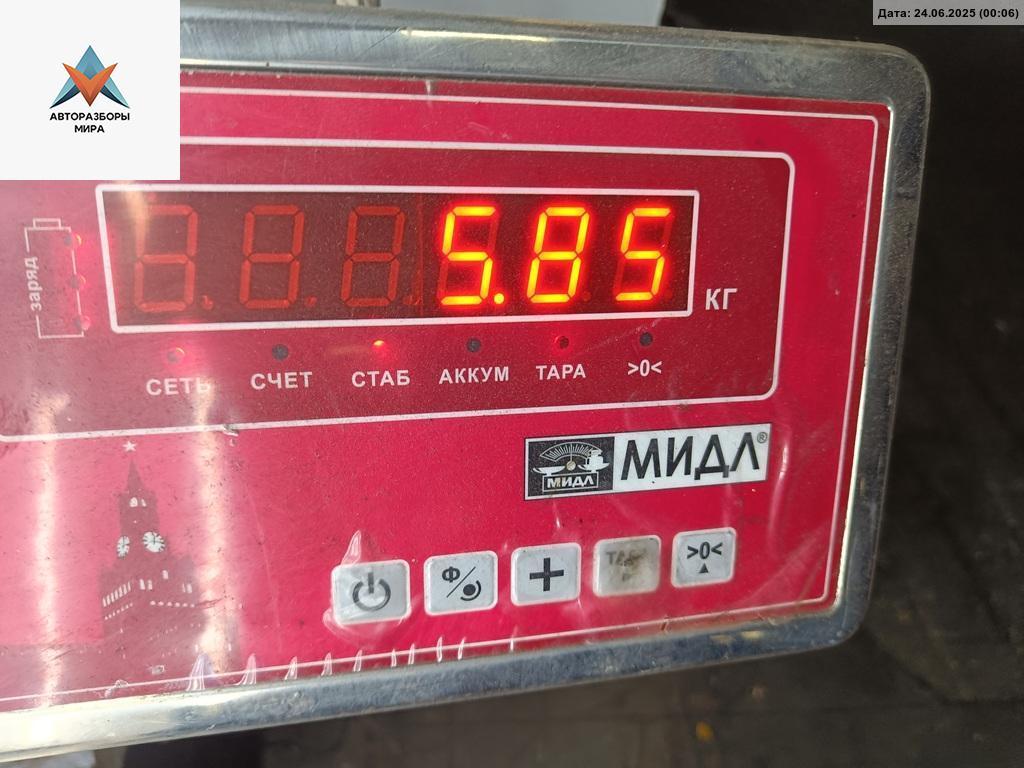 Дата: 24.06.2025 (00:06)
АВТОРАЗБОРЫ
МИРА
заряд
5.85
КГ
СЕТЬ СЧЕТ СТАБ АККУМ ТАРА >0<
МИДЛ МИДЛ®
Ф
+
>0<